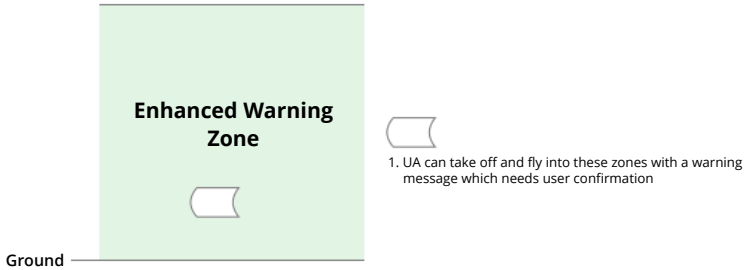 Enhanced Warning
Zone
1. UA can take off and fly into these zones with a warning
message which needs user confirmation
Ground